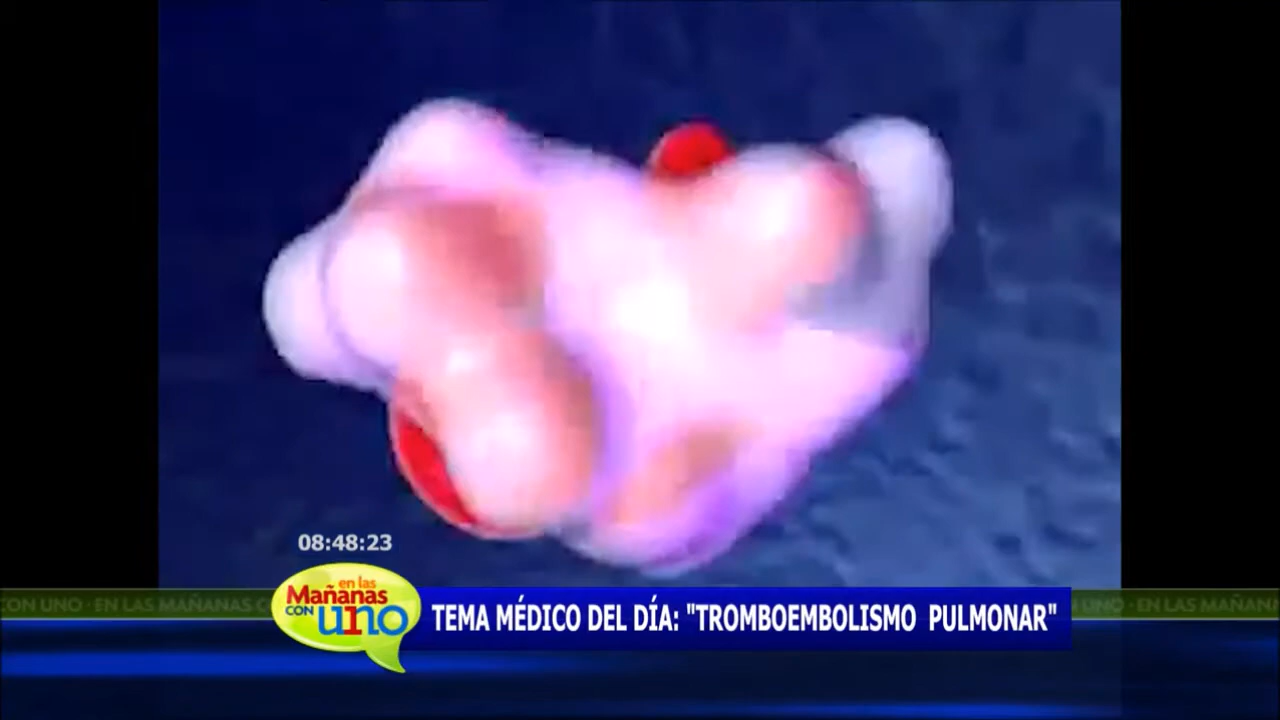 08:48:23
en las
Mañanas
CON uno
TEMA MÉDICO DEL DÍA: "TROMBOEMBOLISMO PULMONAR"
CON UNO · EN LAS MAÑANAS C
UNO · EN LAS MAÑANA